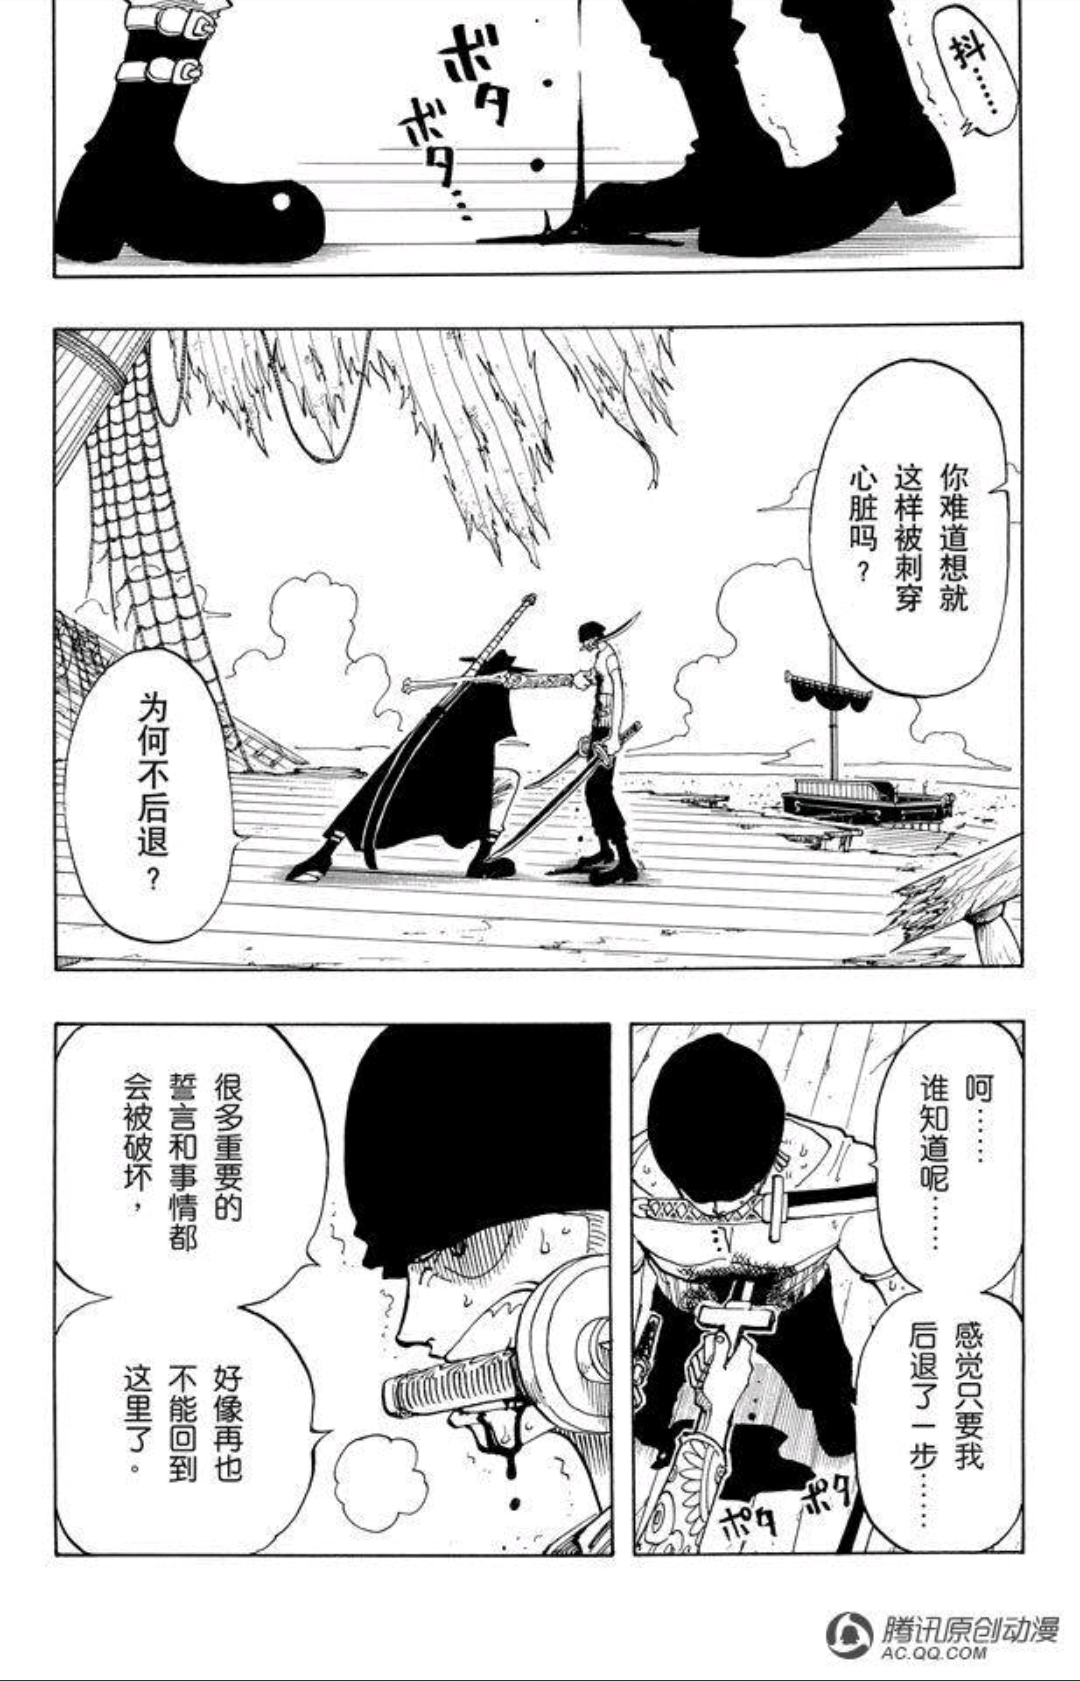 抖……
ボタ
ボタ…
你难道想就
这样被刺穿
心脏吗？
为何不后退？
呵……
谁知道呢……
感觉只要我
后退了一步……
ボタ
ポタ
很多重要的
誓言和事情都
会被破坏，
好像再也
不能回到
这里了。
腾讯原创动漫
AC.QQ.COM